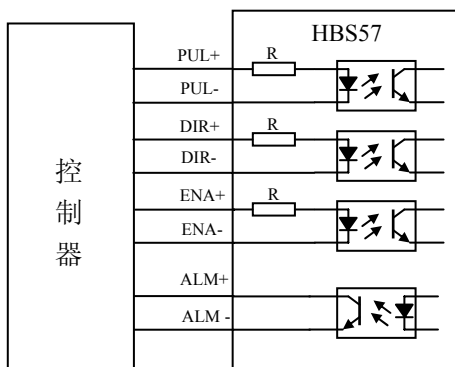 HBS57
PUL+ R
PUL-
DIR+ R
DIR-
ENA+ R
ENA-
ALM+
ALM -
控
制
器